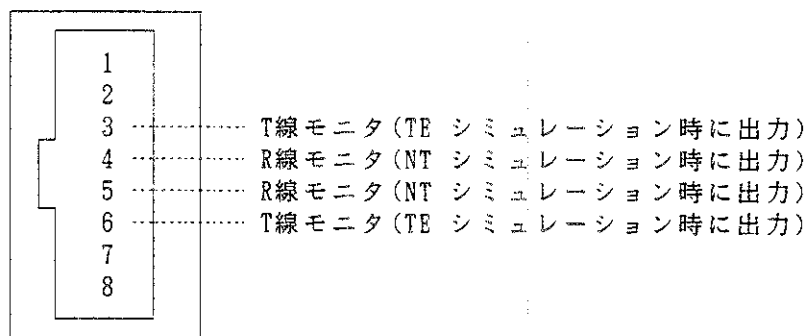 1
2
3 T線モニタ(TE シミュレーション時に出力)
4 R線モニタ(NT シミュレーション時に出力)
5 R線モニタ(NT シミュレーション時に出力)
6 T線モニタ(TE シミュレーション時に出力)
7
8